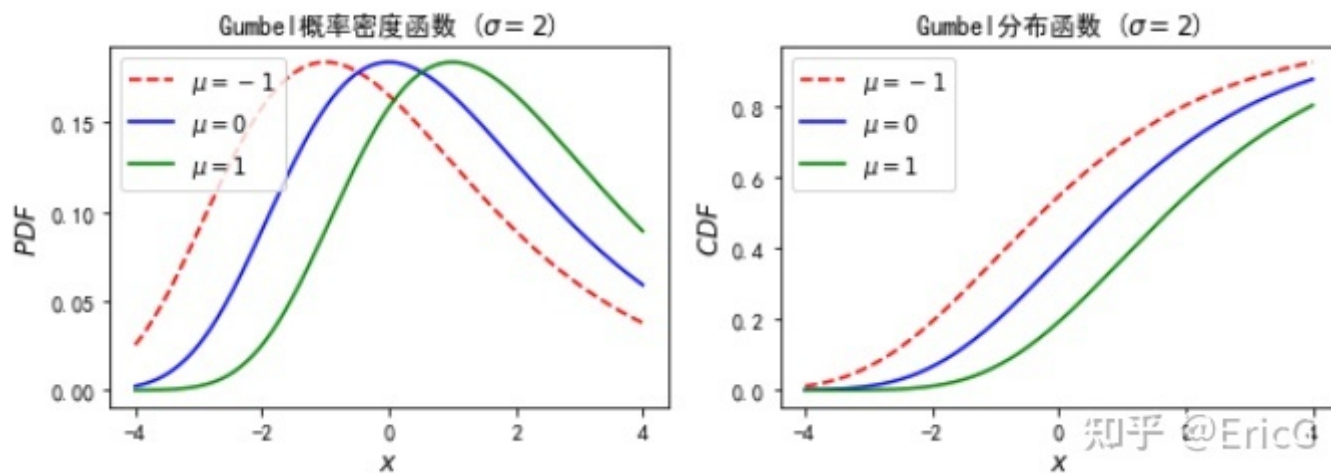 Gumbel概率密度函数 (σ = 2)
μ = −1
μ = 0
μ = 1
PDF
0.15
0.10
0.05
0.00
−4
−2
0
2
4
x
Gumbel分布函数 (σ = 2)
μ = −1
μ = 0
μ = 1
CDF
0.8
0.6
0.4
0.2
0.0
−4
−2
0
2
4
x
知乎 @EricG